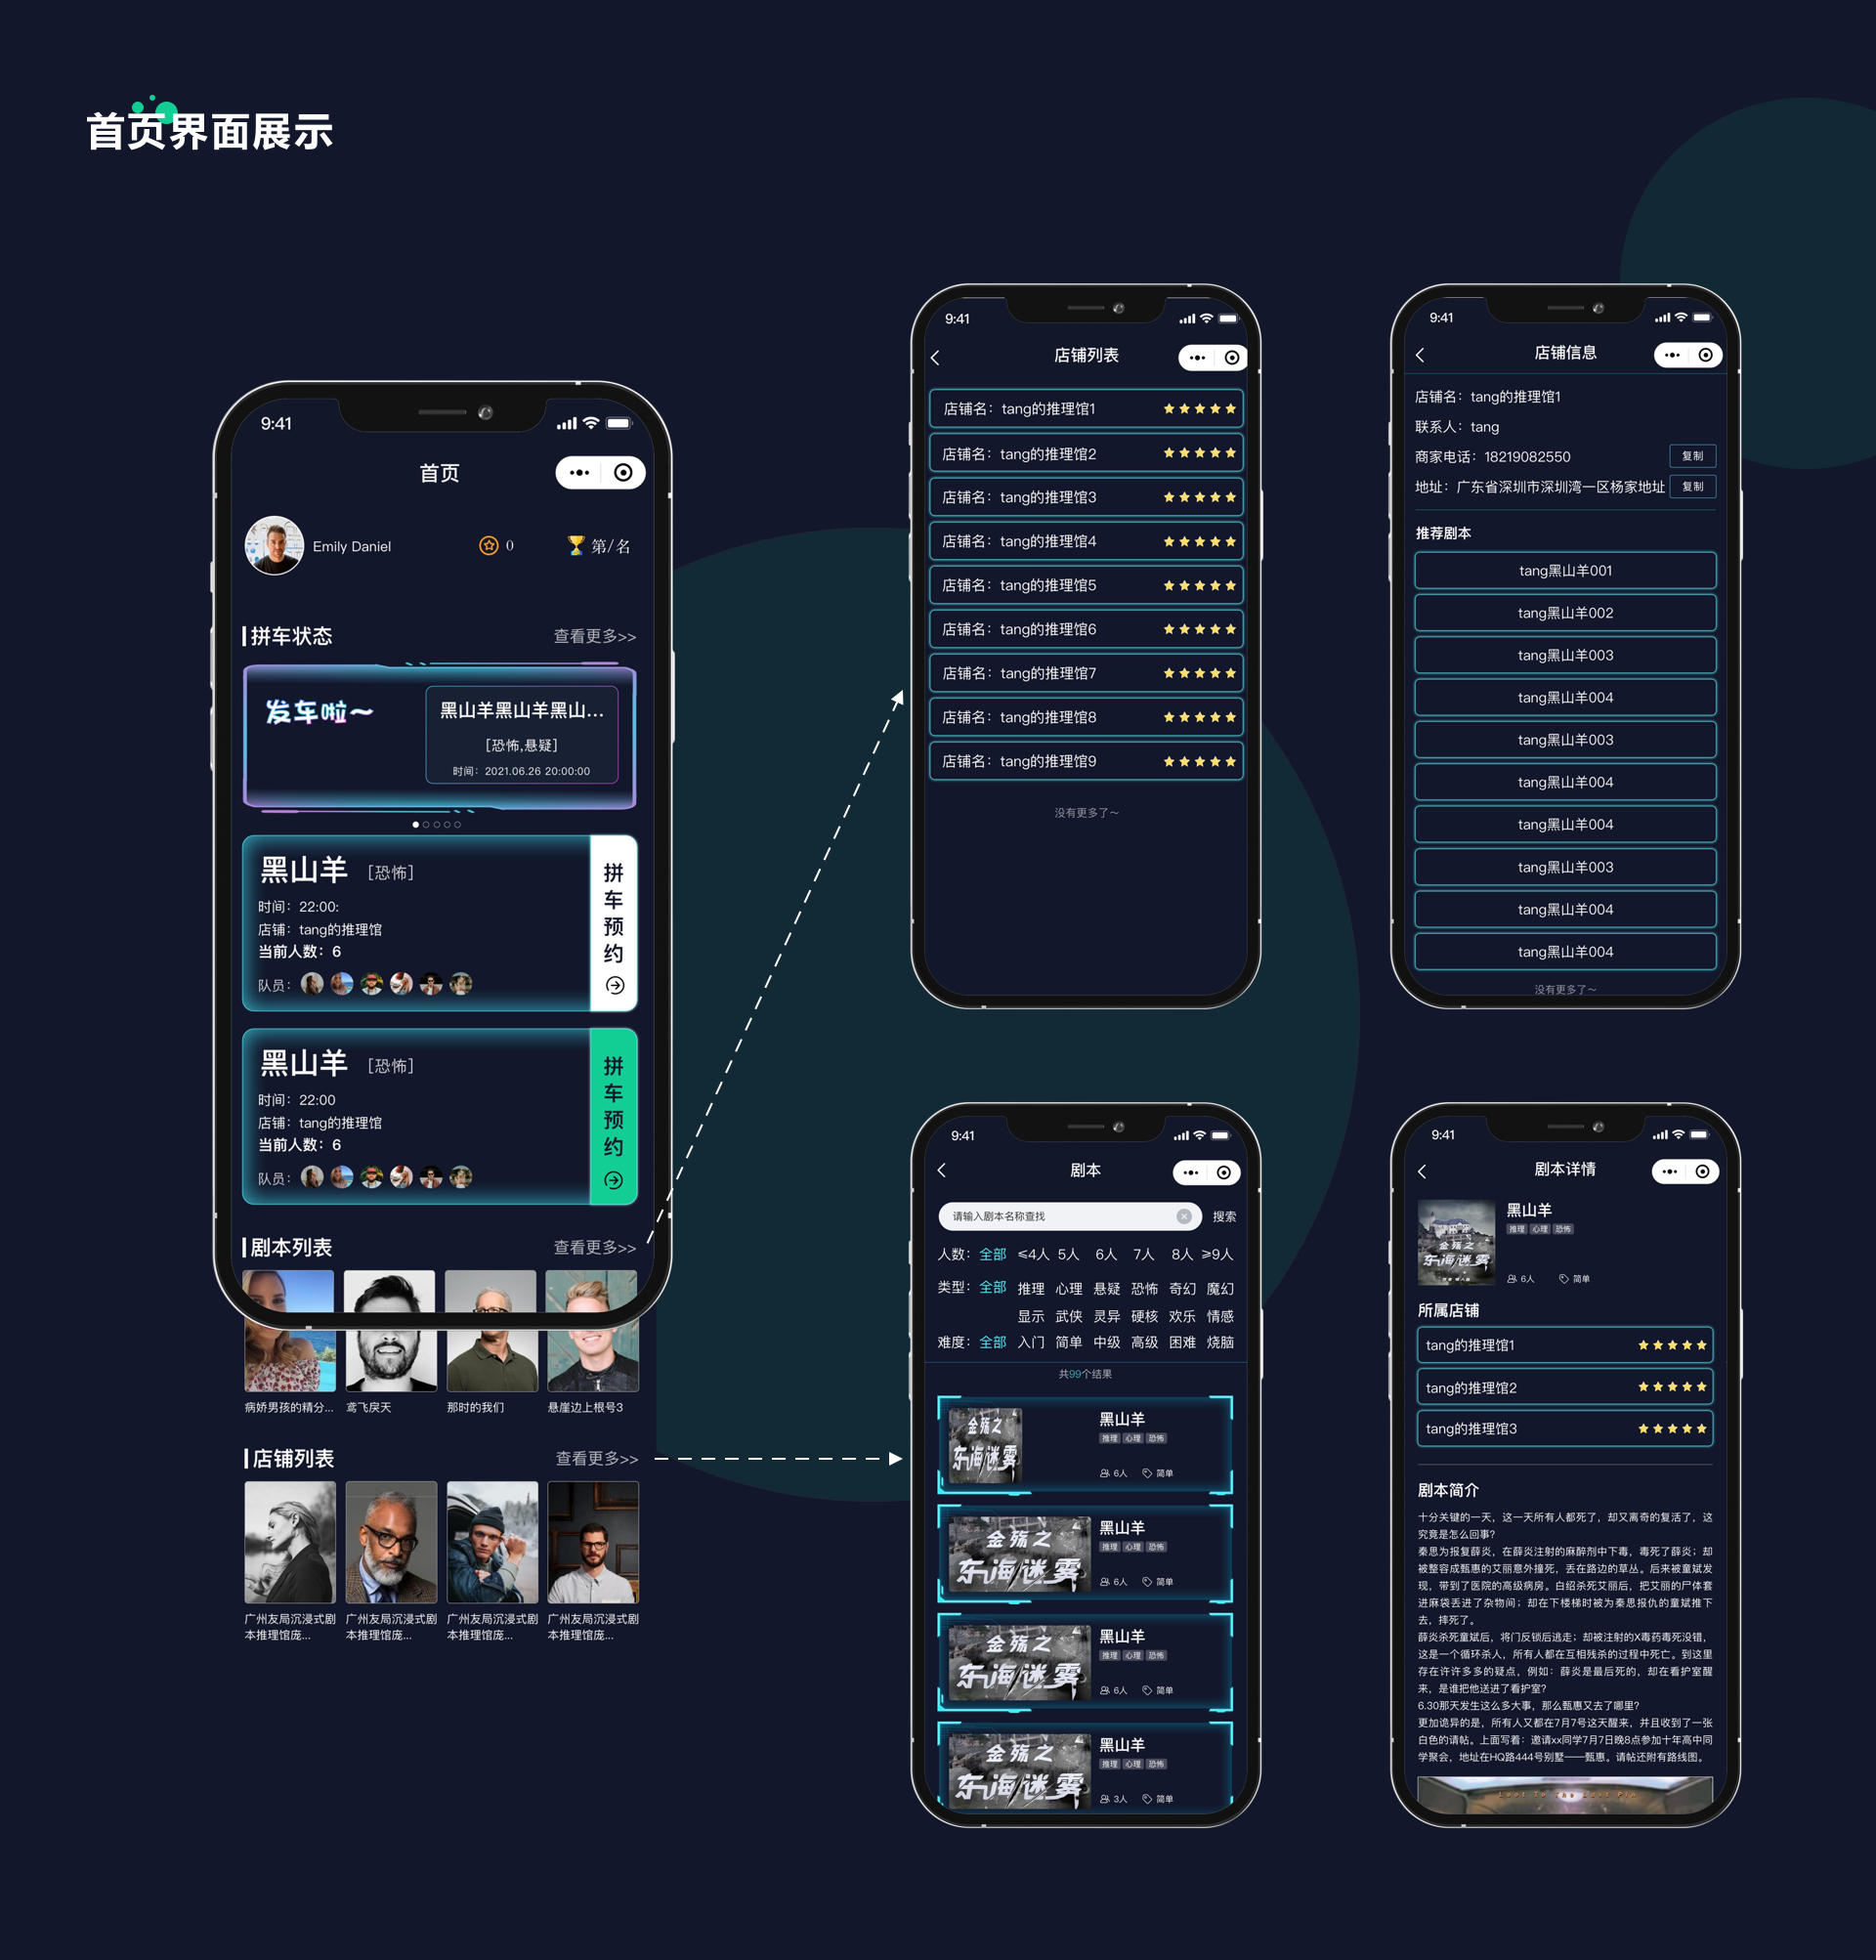 首页界面展示
9:41
首页
Emily Daniel
0
第/名
拼车状态
查看更多>>
发车啦～
黑山羊黑山羊黑山...
[恐怖,悬疑]
时间：2021.06.26 20:00:00
黑山羊 [恐怖]
时间：22:00:
店铺：tang的推理馆
当前人数：6
队员：
拼车预约
黑山羊 [恐怖]
时间：22:00
店铺：tang的推理馆
当前人数：6
队员：
拼车预约
剧本列表
查看更多>>
病娇男孩的精分...
鸢飞戾天
那时的我们
悬崖边上根号3
店铺列表
查看更多>>
广州友局沉浸式剧
本推理馆庞...
广州友局沉浸式剧
本推理馆庞...
广州友局沉浸式剧
本推理馆庞...
广州友局沉浸式剧
本推理馆庞...
9:41
店铺列表
店铺名：tang的推理馆1
店铺名：tang的推理馆2
店铺名：tang的推理馆3
店铺名：tang的推理馆4
店铺名：tang的推理馆5
店铺名：tang的推理馆6
店铺名：tang的推理馆7
店铺名：tang的推理馆8
店铺名：tang的推理馆9
没有更多了～
9:41
店铺信息
店铺名：tang的推理馆1
联系人：tang
商家电话：18219082550 复制
地址：广东省深圳市深圳湾一区杨家地址 复制
推荐剧本
tang黑山羊001
tang黑山羊002
tang黑山羊003
tang黑山羊004
tang黑山羊003
tang黑山羊004
tang黑山羊004
tang黑山羊003
tang黑山羊004
tang黑山羊004
没有更多了～
9:41
剧本
请输入剧本名称查找 搜索
人数： 全部 ≤4人 5人 6人 7人 8人 ≥9人
类型： 全部 推理 心理 悬疑 恐怖 奇幻 魔幻
显示 武侠 灵异 硬核 欢乐 情感
难度： 全部 入门 简单 中级 高级 困难 烧脑
共99个结果
金殇之
东海谜雾
黑山羊
推理 心理 恐怖
6人 简单
金殇之
东海谜雾
黑山羊
推理 心理 恐怖
6人 简单
金殇之
东海谜雾
黑山羊
推理 心理 恐怖
6人 简单
金殇之
东海谜雾
黑山羊
推理 心理 恐怖
3人 简单
9:41
剧本详情
金殇之
东海谜雾
黑山羊
推理 心理 恐怖
6人 简单
所属店铺
tang的推理馆1
tang的推理馆2
tang的推理馆3
剧本简介
十分关键的一天，这一天所有人都死了，却又离奇的复活了，这
究竟是怎么回事?
秦思为报复薛炎，在薛炎注射的麻醉剂中下毒，毒死了薛炎；却
被整容成甄惠的艾丽意外撞死，丢在路边的草丛。后来被童斌发
现，带到了医院的高级病房。白绍杀死艾丽后，把艾丽的尸体套
进麻袋丢进了杂物间；却在下楼梯时被为秦思报仇的童斌推下
去，摔死了。
薛炎杀死童斌后，将门反锁后逃走；却被注射的X毒药毒死没错，
这是一个循环杀人，所有人都在互相残杀的过程中死亡。到这里
存在许许多多的疑点，例如：薛炎是最后死的，却在看护室醒
来，是谁把他送进了看护室?
6.30那天发生这么多大事，那么甄惠又去了哪里?
更加诡异的是，所有人又都在7月7号这天醒来，并且收到了一张
白色的请帖。上面写着：邀请xx同学7月7日晚8点参加十年高中同
学聚会，地址在HQ路444号别墅——甄惠。请帖还附有路线图。